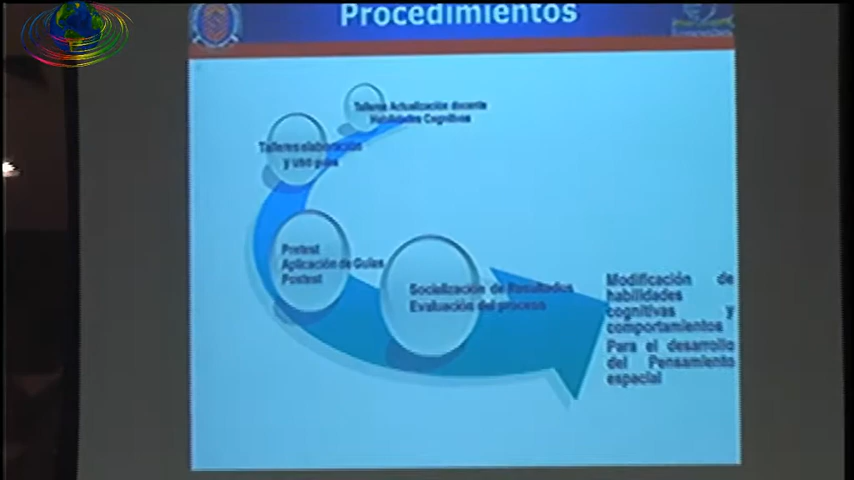 Procedimientos
Talleres Actualización docente
Habilidades Cognitivas
Talleres elaboración
y uso guías
Pretest
Aplicación de Guías
Postest
Socialización de Resultados
Evaluación del proceso
Modificación de
habilidades
cognitivas y
comportamientos
Para el desarrollo
del Pensamiento
espacial